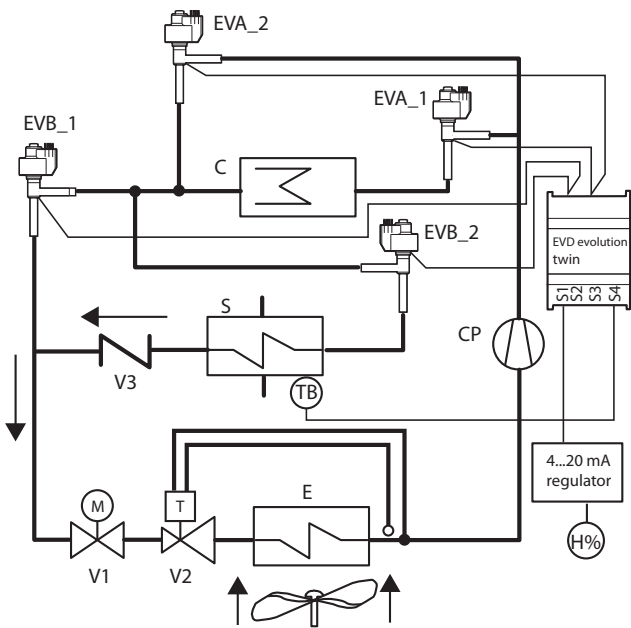 EVA_2
EVA_1
EVB_1
C
EVB_2
EVD evolution
twin
S1
S2
S3
S4
S
CP
V3
TB
4...20 mA
regulator
M
T
E
H%
V1
V2